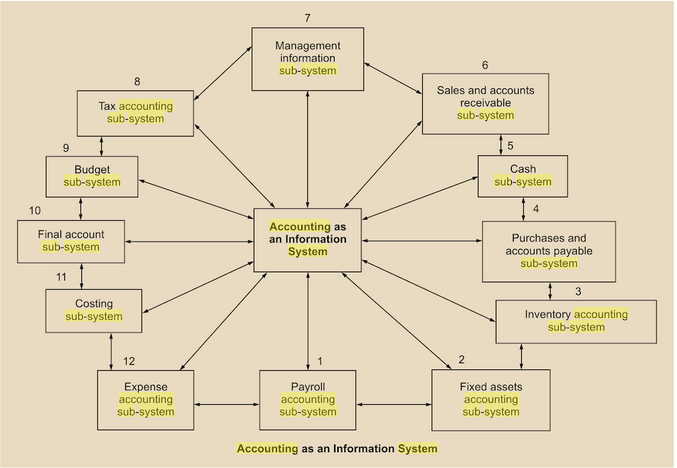 7
Management
information
sub-system
6
Sales and accounts
receivable
sub-system
8
Tax accounting
sub-system
5
Cash
sub-system
9
Budget
sub-system
4
Purchases and
accounts payable
sub-system
10
Final account
sub-system
Accounting as
an Information
System
3
Inventory accounting
sub-system
11
Costing
sub-system
12
Expense
accounting
sub-system
1
Payroll
accounting
sub-system
2
Fixed assets
accounting
sub-system
Accounting as an Information System